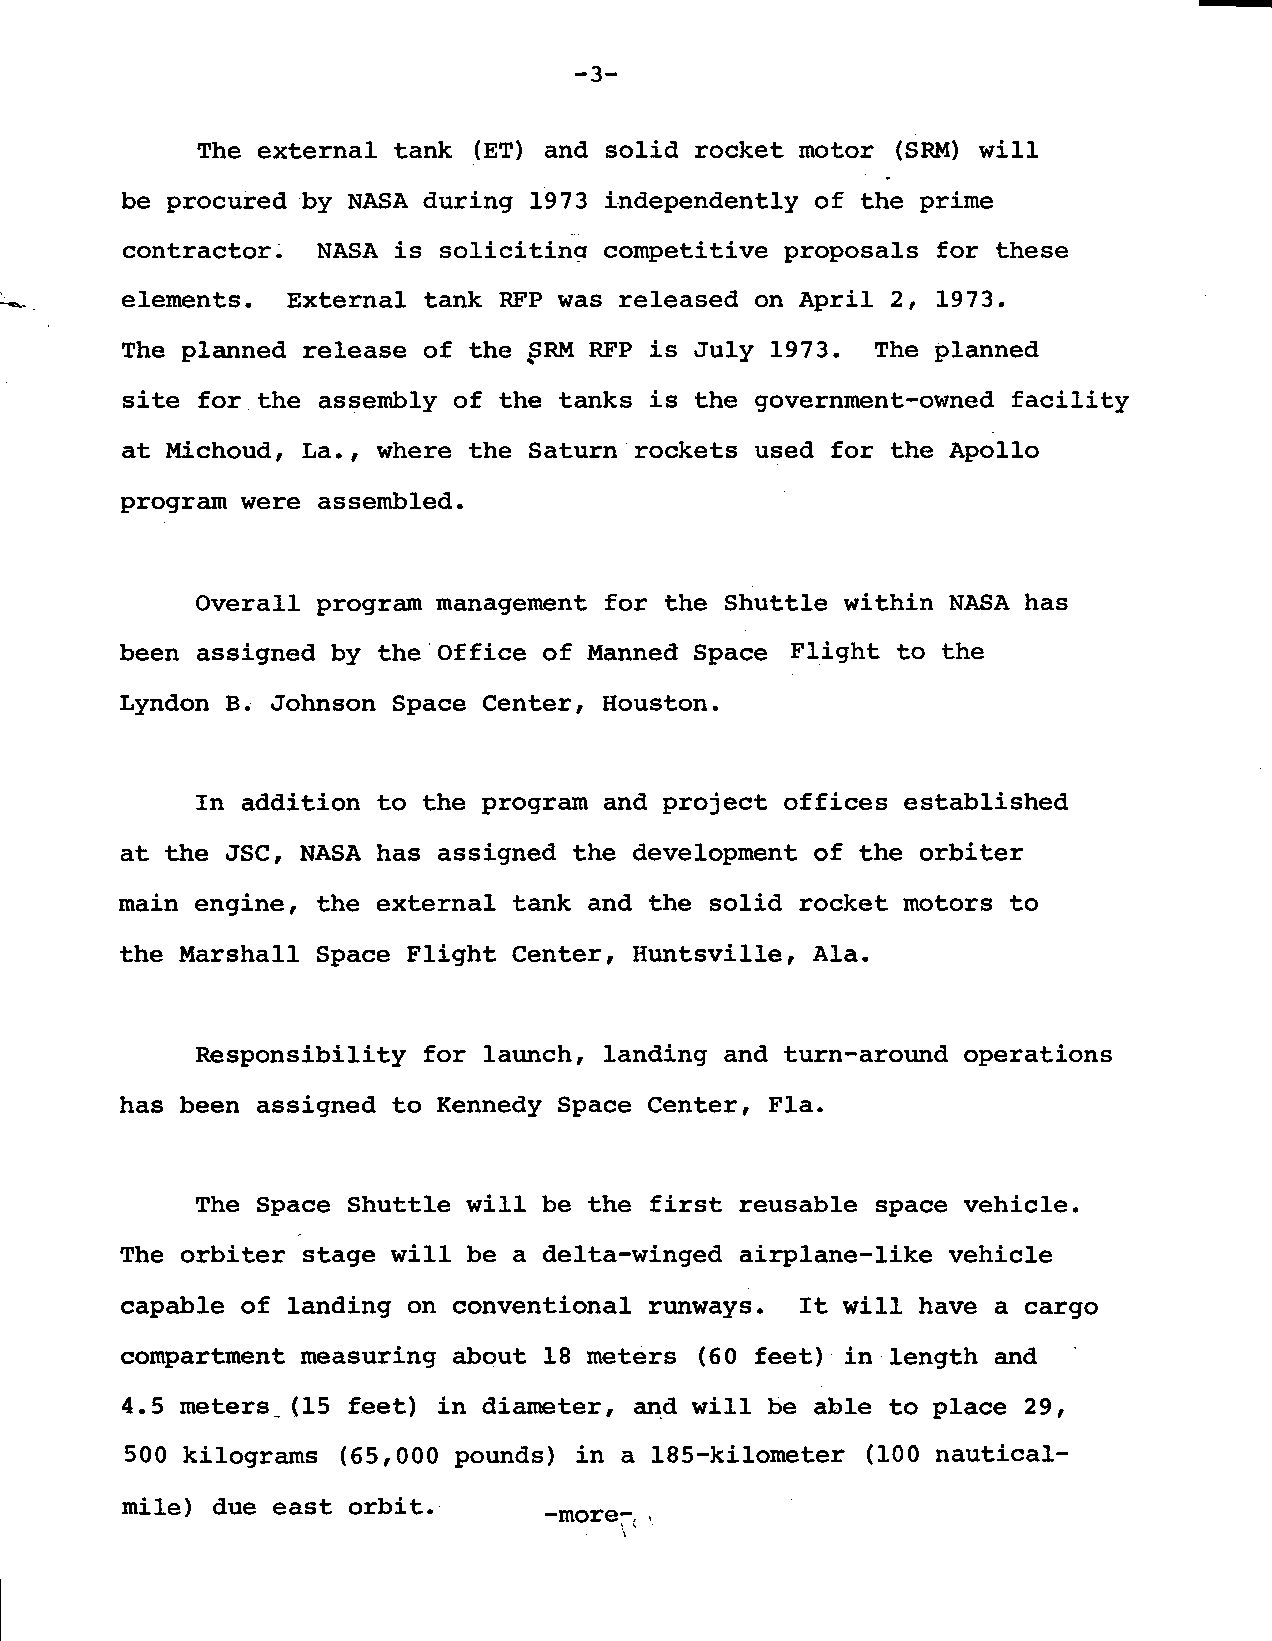 -3-
The external tank (ET) and solid rocket motor (SRM) will
be procured by NASA during 1973 independently of the prime
contractor. NASA is soliciting competitive proposals for these
elements. External tank RFP was released on April 2, 1973.
The planned release of the SRM RFP is July 1973. The planned
site for the assembly of the tanks is the government-owned facility
at Michoud, La., where the Saturn rockets used for the Apollo
program were assembled.
Overall program management for the Shuttle within NASA has
been assigned by the Office of Manned Space Flight to the
Lyndon B. Johnson Space Center, Houston.
In addition to the program and project offices established
at the JSC, NASA has assigned the development of the orbiter
main engine, the external tank and the solid rocket motors to
the Marshall Space Flight Center, Huntsville, Ala.
Responsibility for launch, landing and turn-around operations
has been assigned to Kennedy Space Center, Fla.
The Space Shuttle will be the first reusable space vehicle.
The orbiter stage will be a delta-winged airplane-like vehicle
capable of landing on conventional runways. It will have a cargo
compartment measuring about 18 meters (60 feet) in length and
4.5 meters (15 feet) in diameter, and will be able to place 29,
500 kilograms (65,000 pounds) in a 185-kilometer (100 nautical-
mile) due east orbit.
-more-